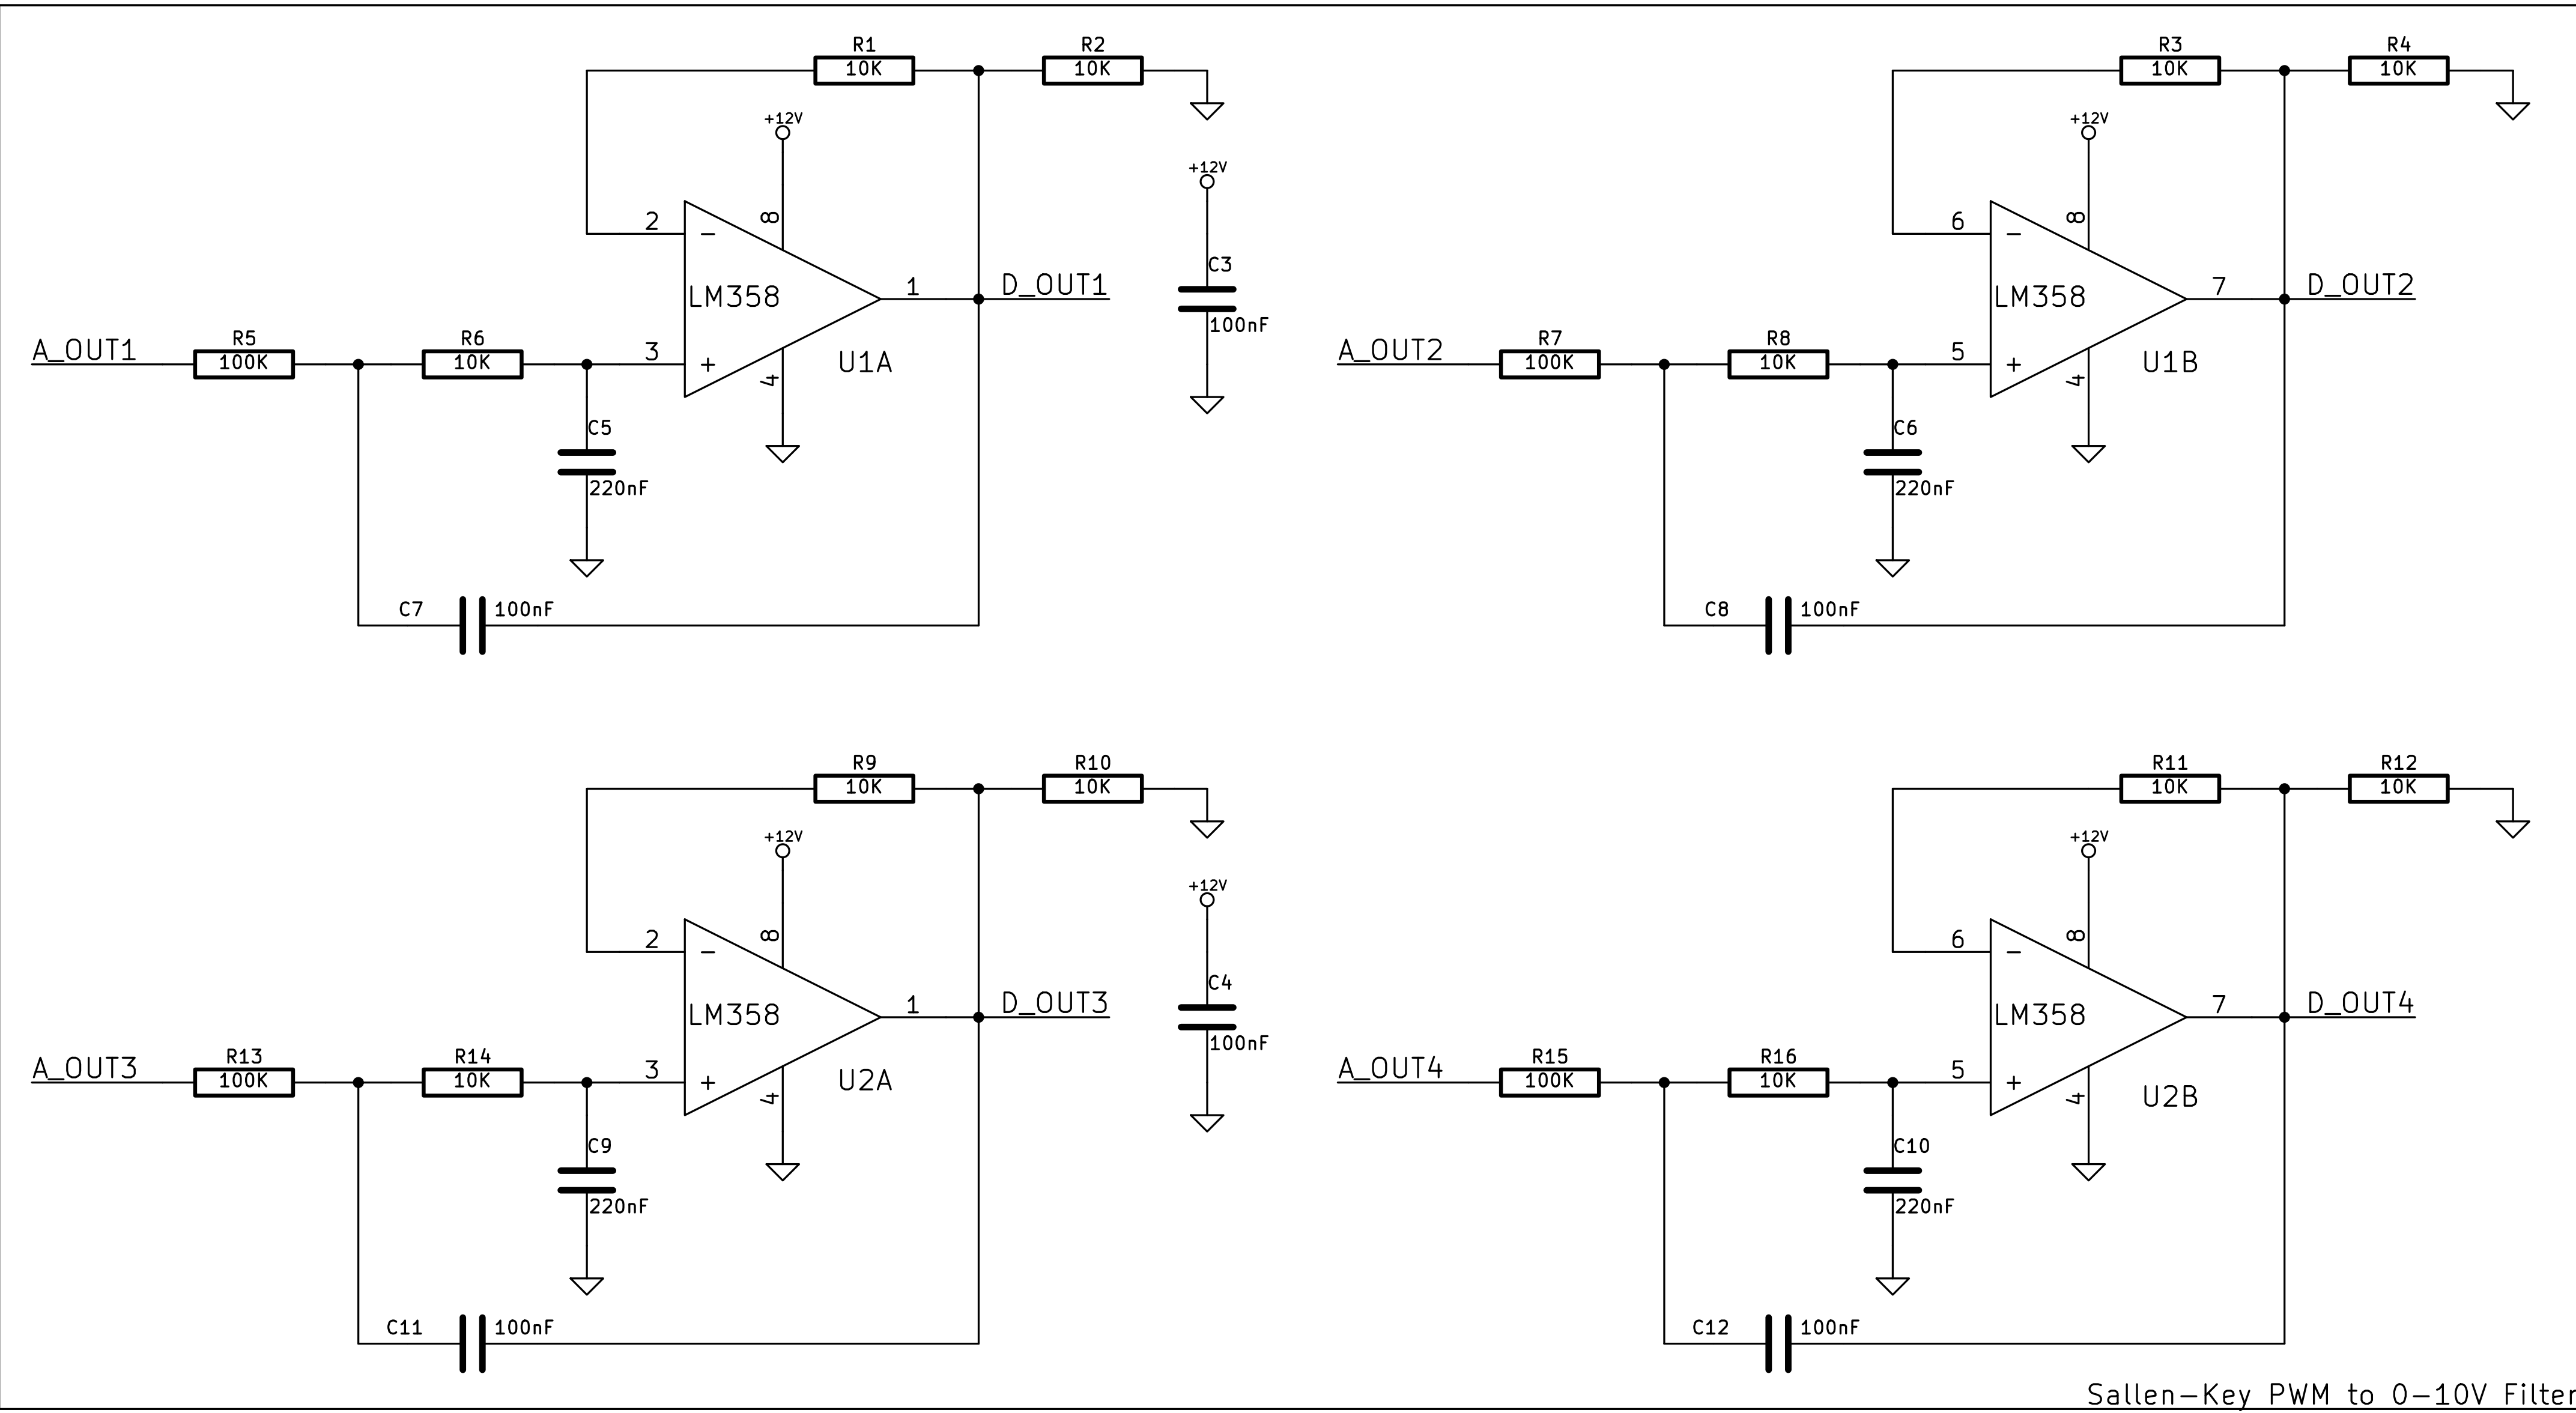 R1
10K
R2
10K
+12V
+12V
2
8
-
LM358
1
D_OUT1
C3
100nF
A_OUT1
R5
100K
R6
10K
3
+
4
U1A
C5
220nF
C7
100nF
R3
10K
R4
10K
+12V
6
8
-
LM358
7
D_OUT2
A_OUT2
R7
100K
R8
10K
5
+
4
U1B
C6
220nF
C8
100nF
R9
10K
R10
10K
+12V
+12V
2
8
-
LM358
1
D_OUT3
C4
100nF
A_OUT3
R13
100K
R14
10K
3
+
4
U2A
C9
220nF
C11
100nF
R11
10K
R12
10K
+12V
6
8
-
LM358
7
D_OUT4
A_OUT4
R15
100K
R16
10K
5
+
4
U2B
C10
220nF
C12
100nF
Sallen-Key PWM to 0-10V Filter